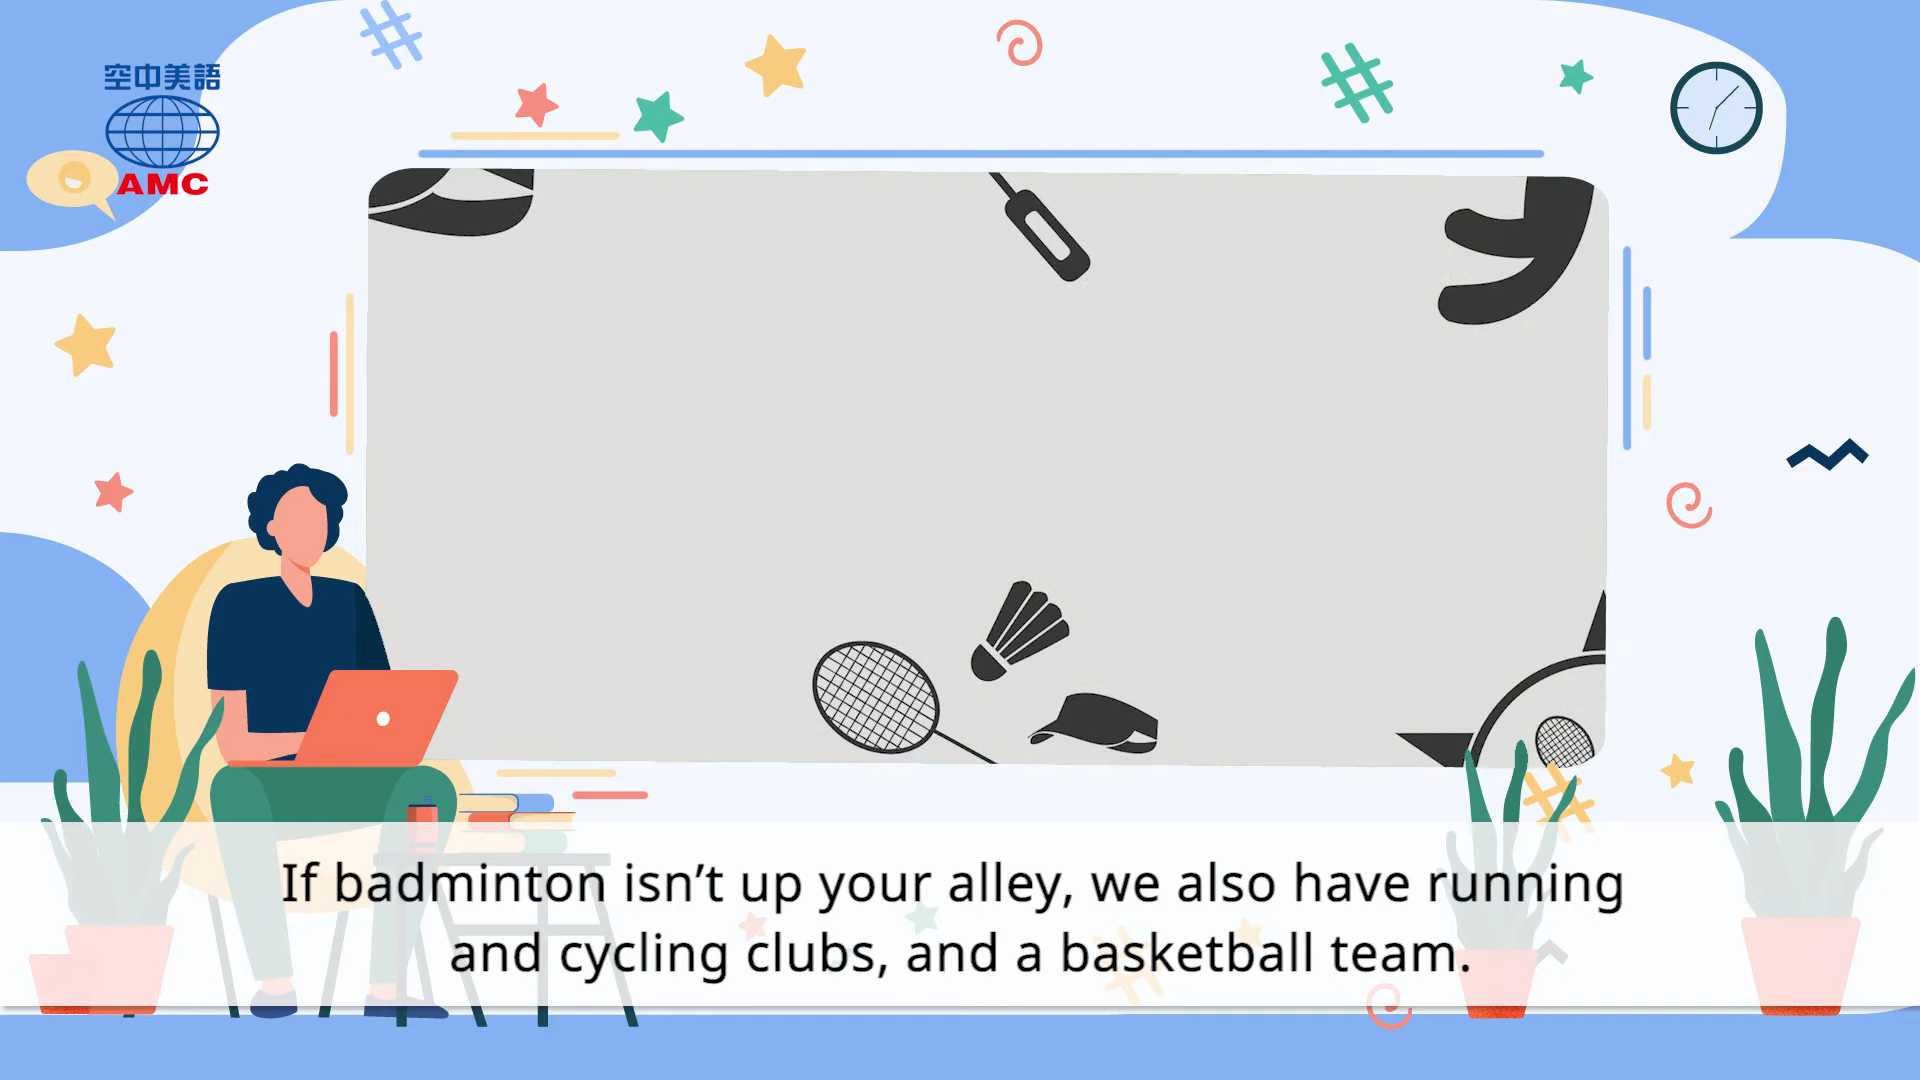 空中美語
AMC
If badminton isn’t up your alley, we also have running
and cycling clubs, and a basketball team.